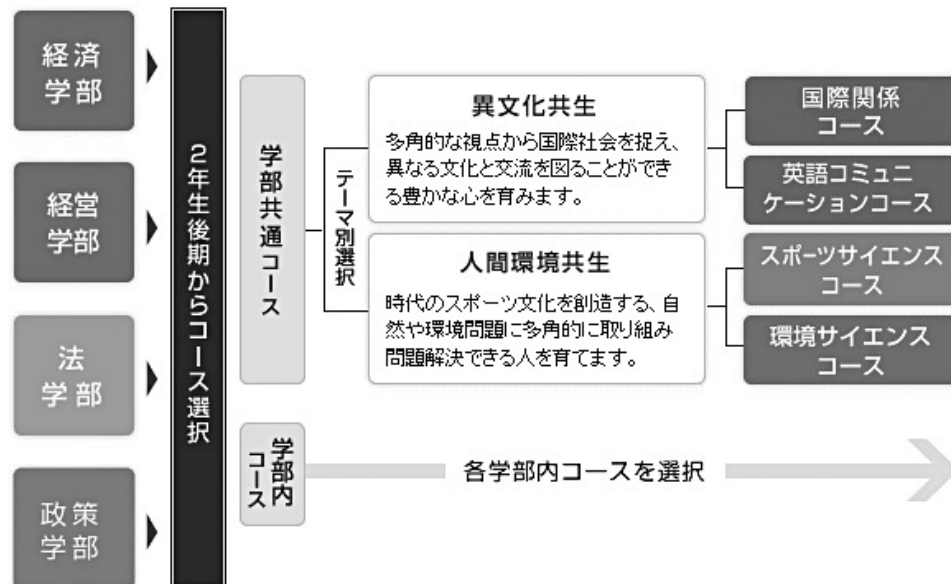 経済
学部
経営
学部
法
学部
政策
学部
2年生後期からコース選択
学部共通コース
テーマ別選択
異文化共生
多角的な視点から国際社会を捉え、
異なる文化と交流を図ることができ
る豊かな心を育みます。
国際関係
コース
英語コミュニ
ケーションコース
人間環境共生
時代のスポーツ文化を創造する、自
然や環境問題に多角的に取り組み
問題解決できる人を育てます。
スポーツサイエンス
コース
環境サイエンス
コース
学部内
コース
各学部内コースを選択